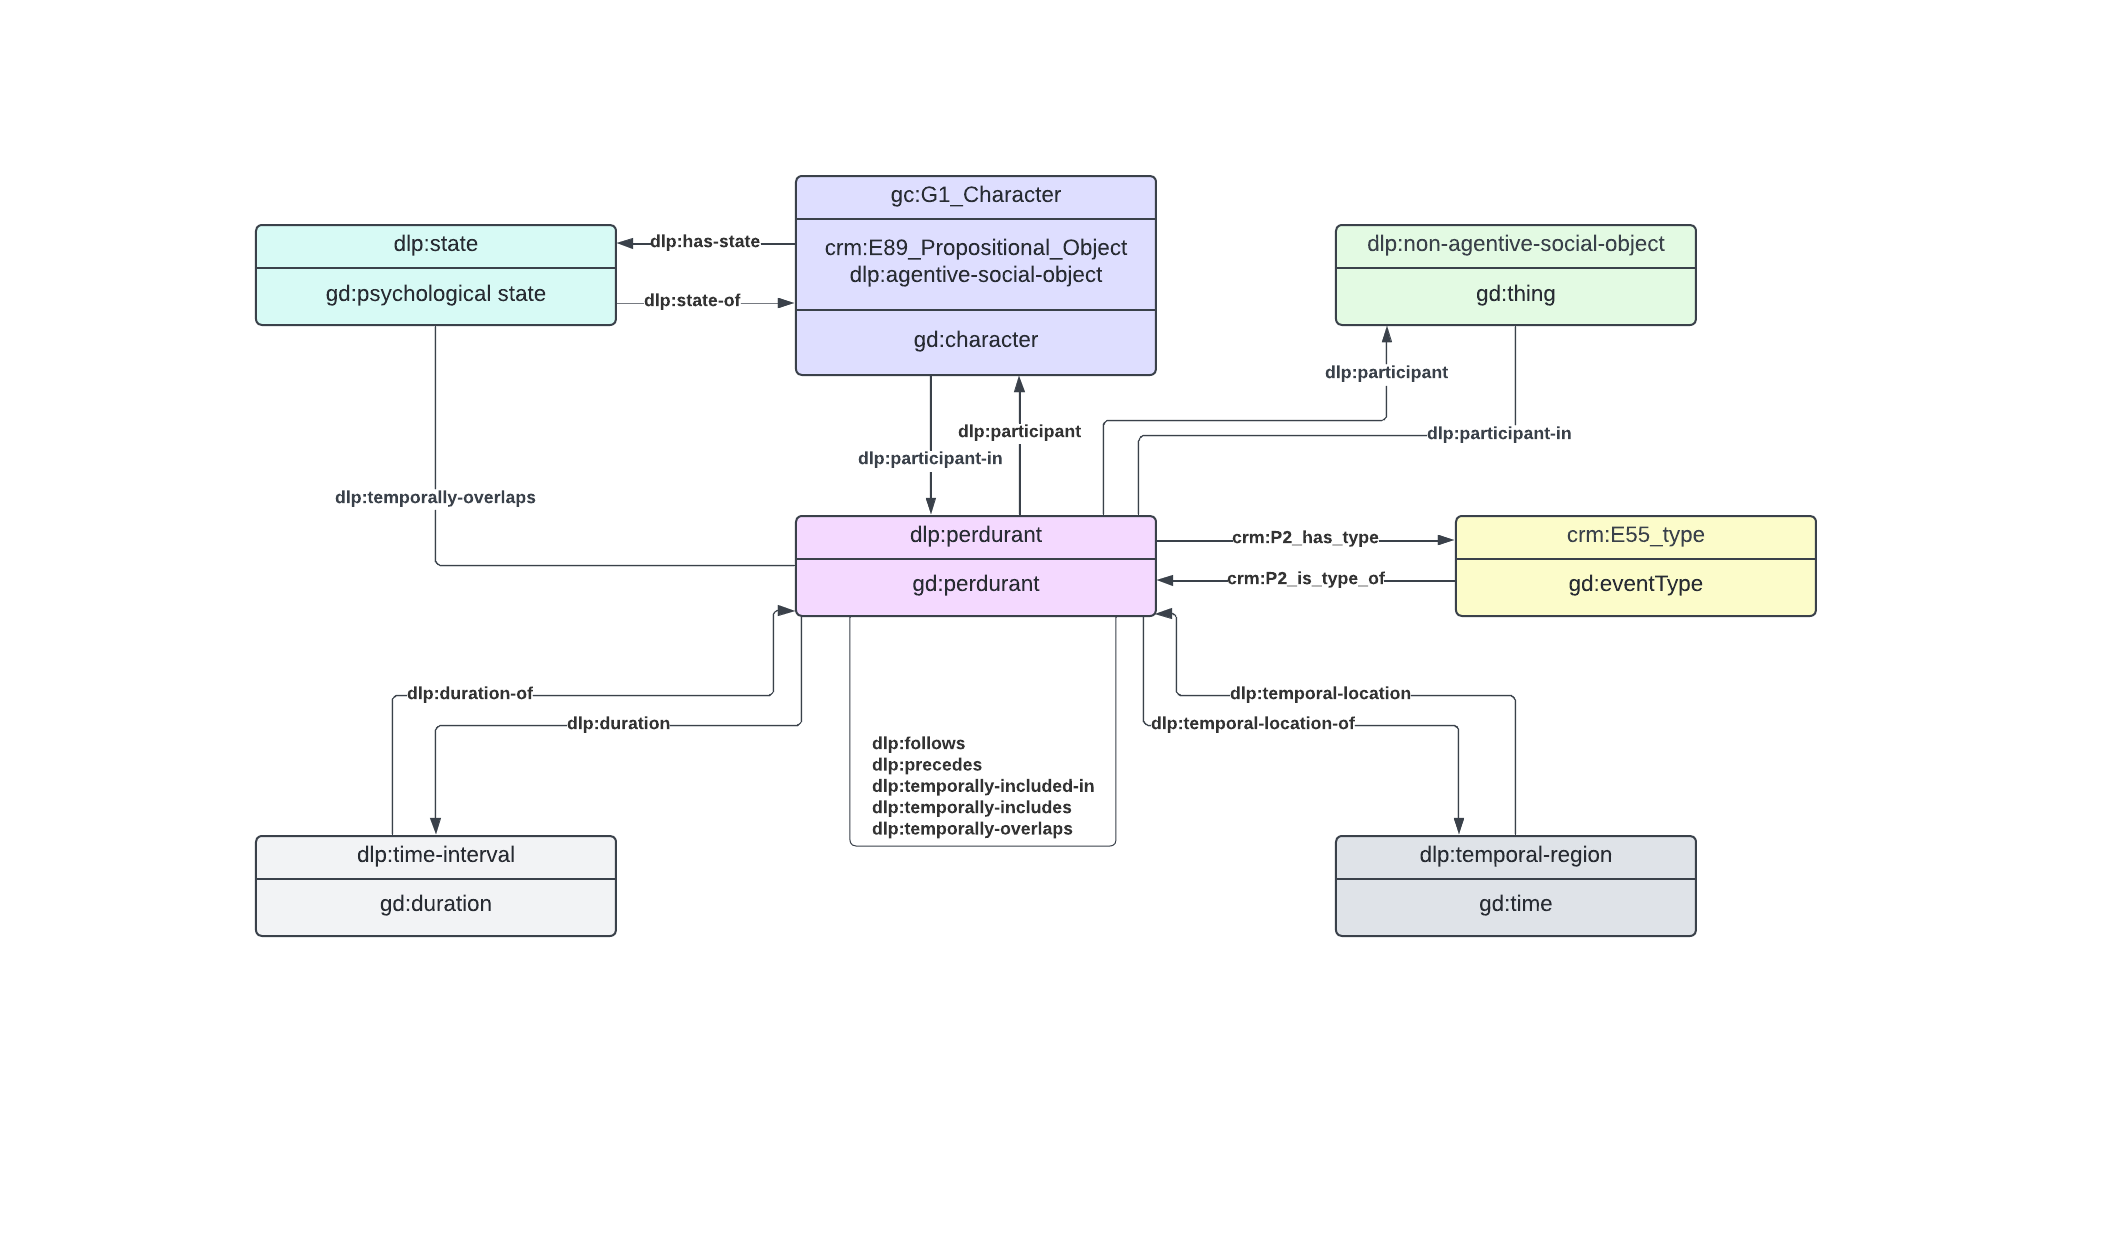 gc:G1_Character
crm:E89_Propositional_Object
dlp:agentive-social-object
gd:character
dlp:state
gd:psychological state
dlp:has-state
dlp:state-of
dlp:non-agentive-social-object
gd:thing
dlp:participant
dlp:participant-in
dlp:participant
dlp:participant-in
dlp:temporally-overlaps
dlp:perdurant
gd:perdurant
crm:P2_has_type
crm:P2_is_type_of
crm:E55_type
gd:eventType
dlp:duration-of
dlp:duration
dlp:temporal-location
dlp:temporal-location-of
dlp:follows
dlp:precedes
dlp:temporally-included-in
dlp:temporally-includes
dlp:temporally-overlaps
dlp:time-interval
gd:duration
dlp:temporal-region
gd:time